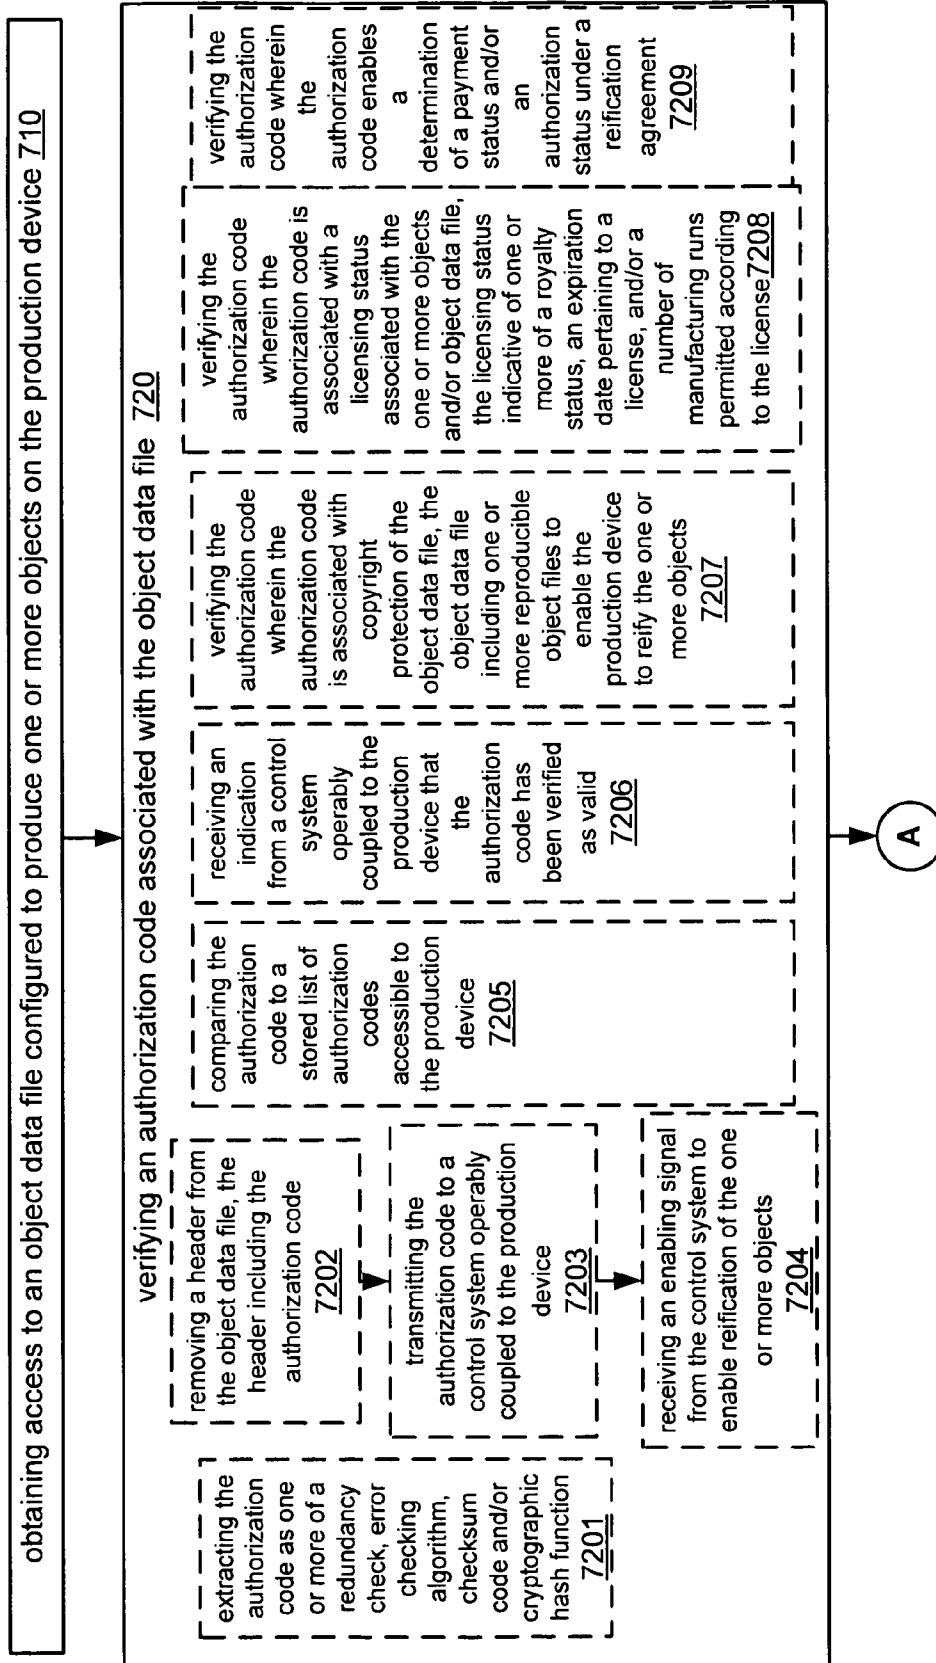 obtaining access to an object data file configured to produce one or more objects on the production device 710
verifying an authorization code associated with the object data file 720
extracting the
authorization
code as one
or more of a
redundancy
check, error
checking
algorithm,
checksum
code and/or
cryptographic
hash function
7201
removing a header from
the object data file, the
header including the
authorization code
7202
transmitting the
authorization code to a
control system operably
coupled to the production
device
7203
receiving an enabling signal
from the control system to
enable reification of the one
or more objects
7204
comparing the
authorization
code to a
stored list of
authorization
codes
accessible to
the production
device
7205
receiving an
indication
from a control
system
operably
coupled to the
production
device that
the
authorization
code has
been verified
as valid
7206
verifying the
authorization code
wherein the
authorization code
is associated with
copyright
protection of the
object data file, the
object data file
including one or
more reproducible
object files to
enable the
production device
to reify the one or
more objects
7207
verifying the
authorization code
wherein the
authorization code is
associated with a
licensing status
associated with the
one or more objects
and/or object data file,
the licensing status
indicative of one or
more of a royalty
status, an expiration
date pertaining to a
license, and/or a
number of
manufacturing runs
permitted according
to the license7208
verifying the
authorization
code wherein
the
authorization
code enables
a
determination
of a payment
status and/or
an
authorization
status under a
reification
agreement
7209
A